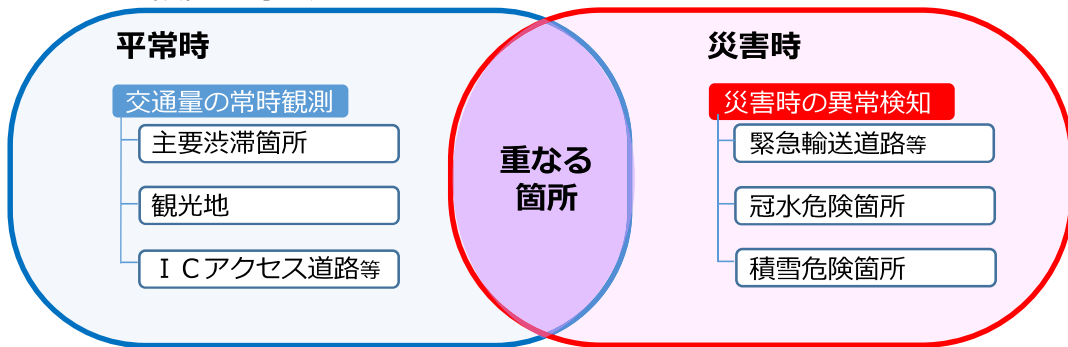 平常時
交通量の常時観測
主要渋滞箇所
観光地
ＩＣアクセス道路等
重なる
箇所
災害時
災害時の異常検知
緊急輸送道路等
冠水危険箇所
積雪危険箇所